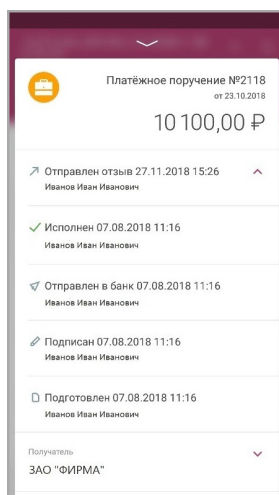 Платёжное поручение №2118
от 23.10.2018
10 100,00 ₽
Отправлен отзыв 27.11.2018 15:26
Иванов Иван Иванович
Исполнен 07.08.2018 11:16
Иванов Иван Иванович
Отправлен в банк 07.08.2018 11:16
Иванов Иван Иванович
Подписан 07.08.2018 11:16
Иванов Иван Иванович
Подготовлен 07.08.2018 11:16
Иванов Иван Иванович
Получатель
ЗАО "ФИРМА"